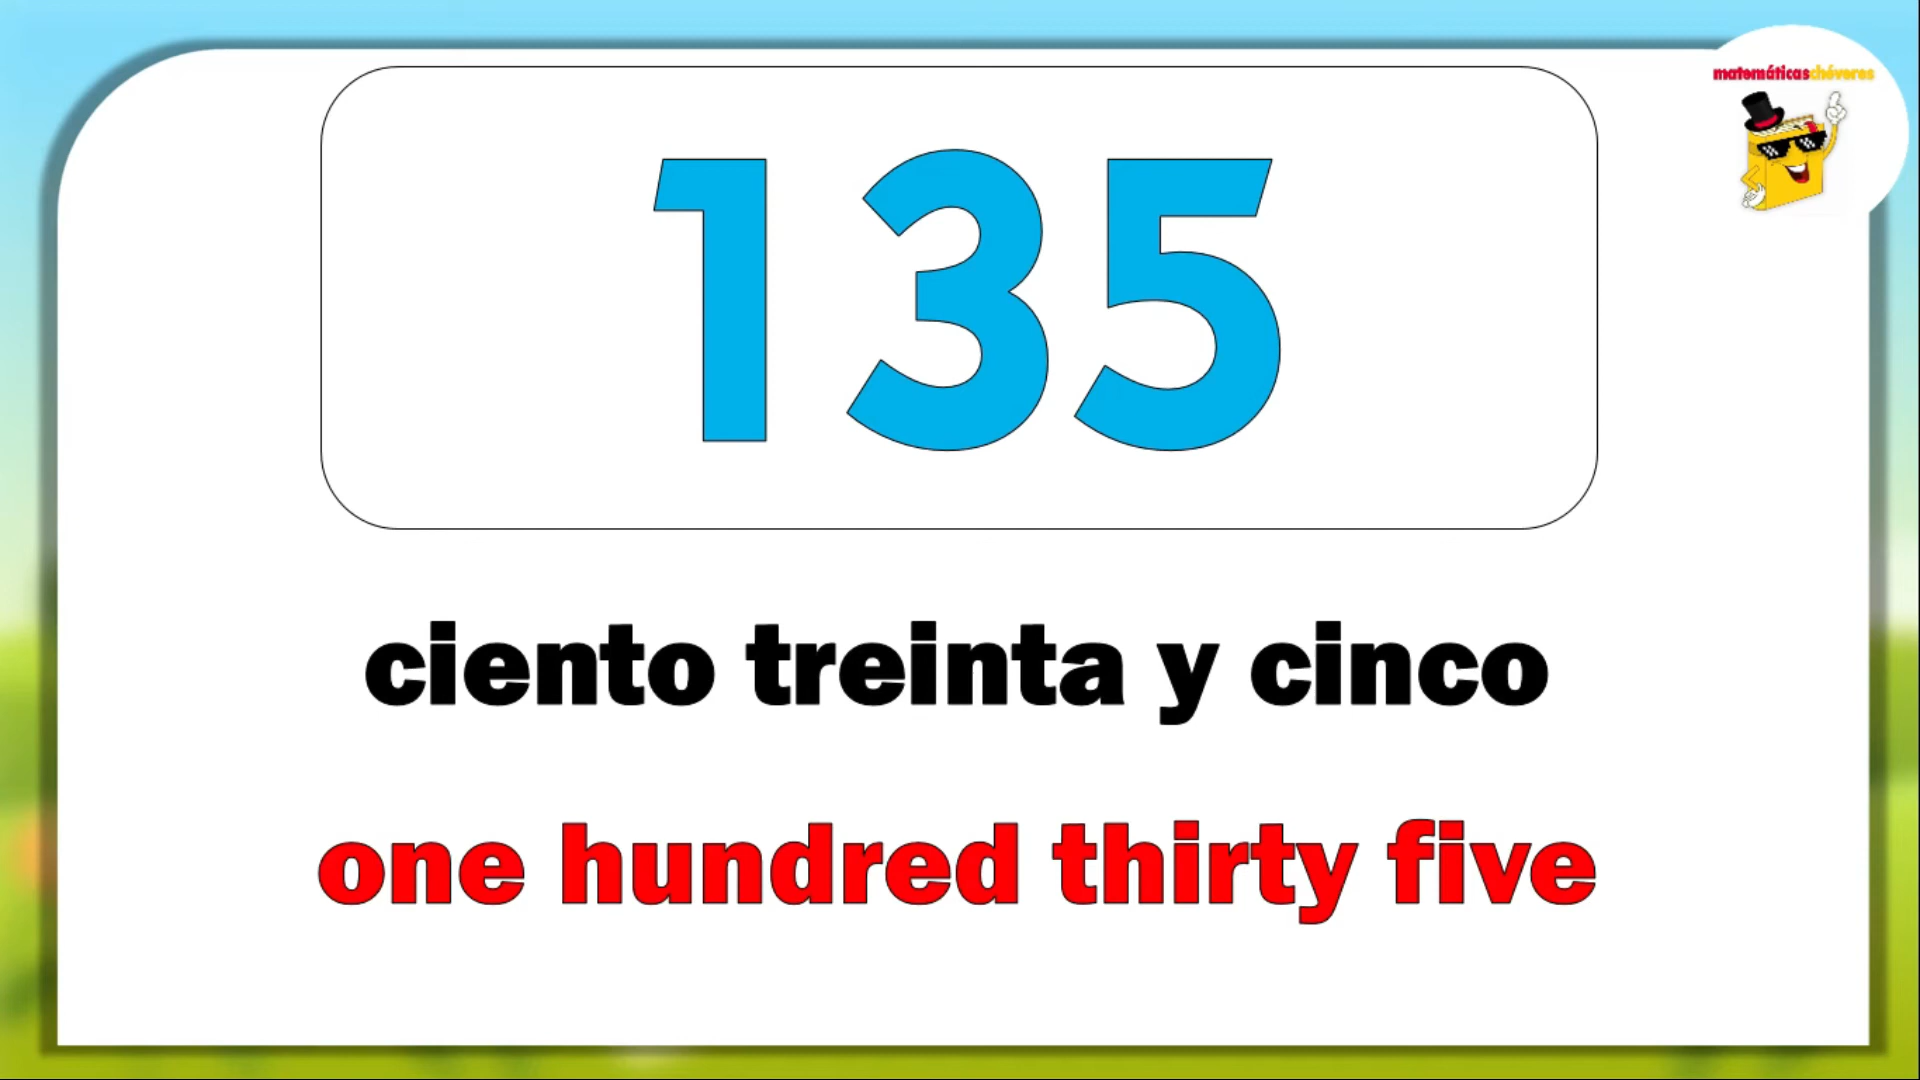 matemáticaschéveres
135
ciento treinta y cinco
one hundred thirty five